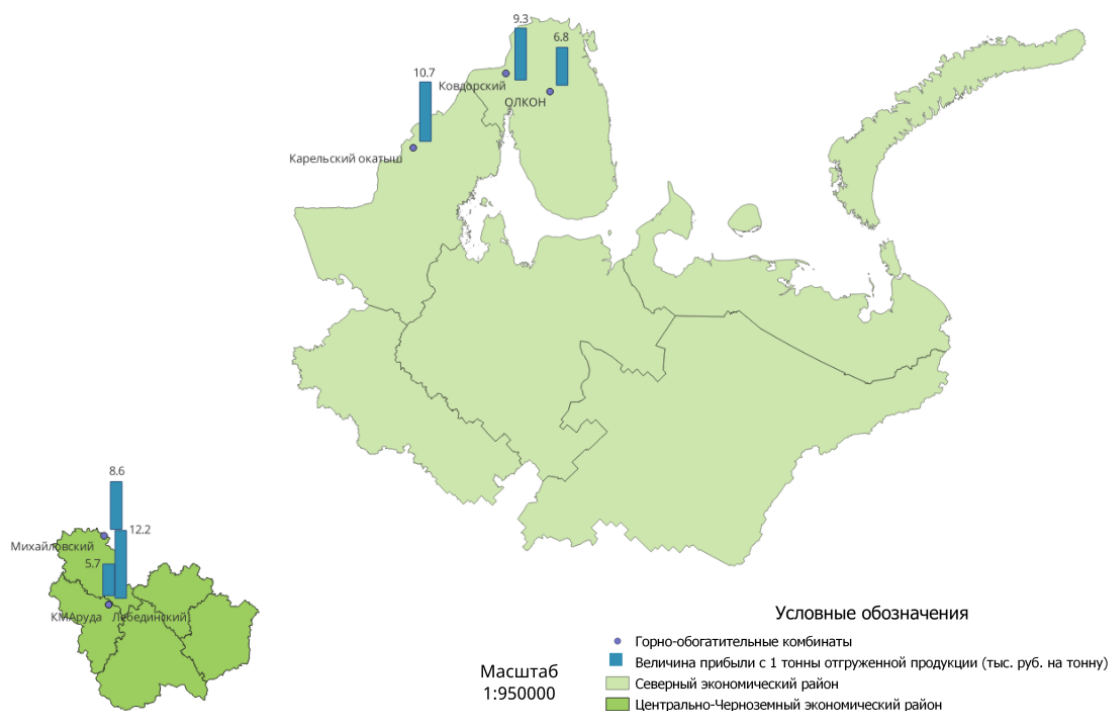 9.3
6.8
10.7
Ковдорский
ОЛКОН
Карельский окатыш
8.6
12.2
Михайловский
5.7
КМАруда
Лебединский
Условные обозначения
Горно-обогатительные комбинаты
Величина прибыли с 1 тонны отгруженной продукции (тыс. руб. на тонну)
Северный экономический район
Центрально-Черноземный экономический район
Масштаб
1:950000